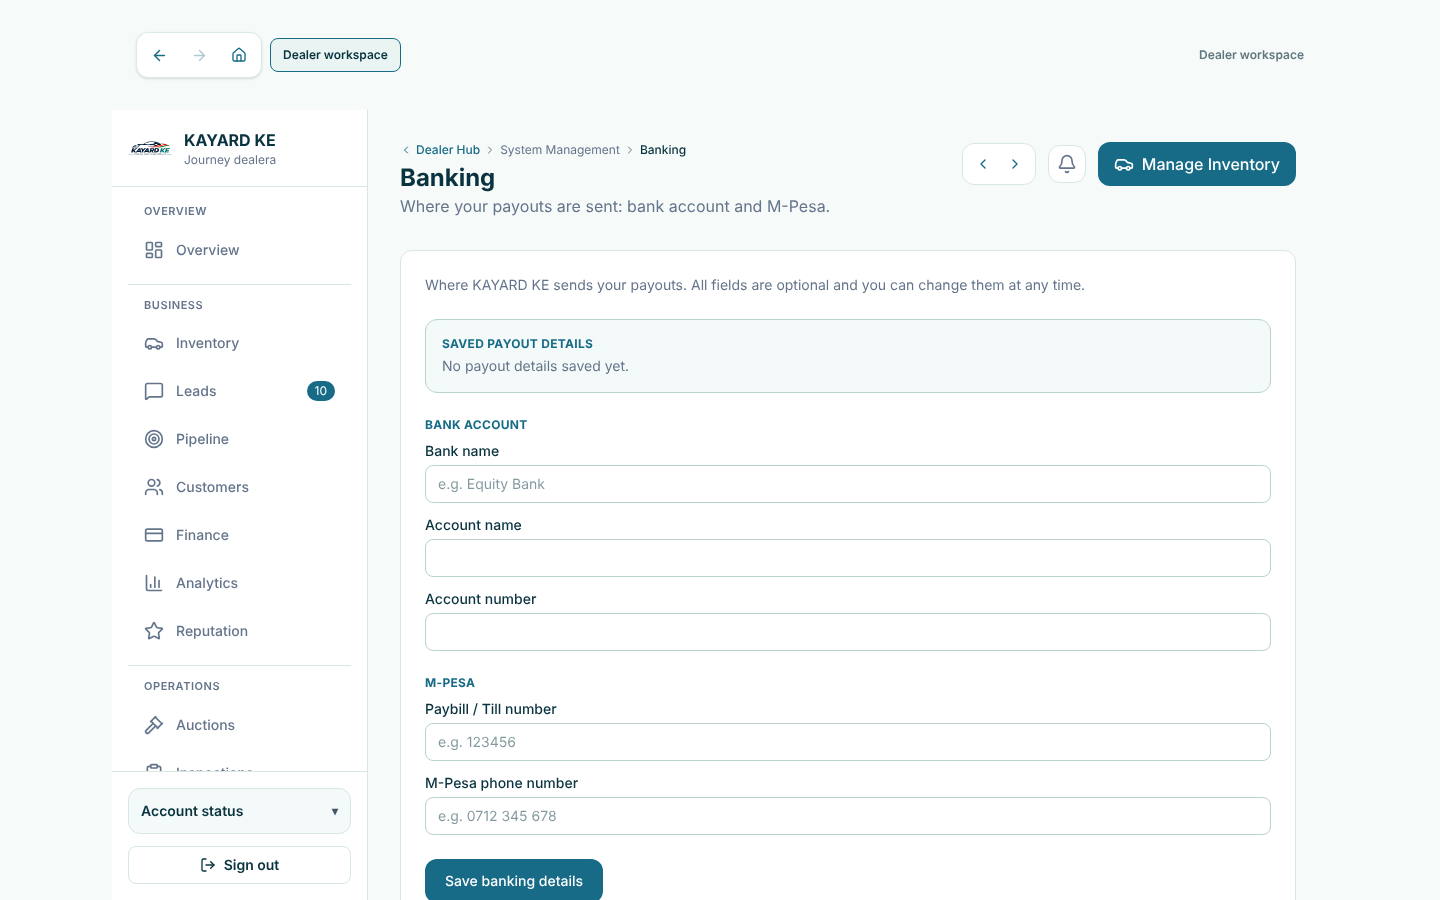 Dealer workspace
Dealer workspace
KAYARD KE
KAYARD KE
Journey dealera
OVERVIEW
Overview
BUSINESS
Inventory
Leads
10
Pipeline
Customers
Finance
Analytics
Reputation
OPERATIONS
Auctions
Inspections
Account status
Sign out
Dealer Hub
System Management
Banking
Banking
Where your payouts are sent: bank account and M-Pesa.
Manage Inventory
Where KAYARD KE sends your payouts. All fields are optional and you can change them at any time.
SAVED PAYOUT DETAILS
No payout details saved yet.
BANK ACCOUNT
Bank name
e.g. Equity Bank
Account name
Account number
M-PESA
Paybill / Till number
e.g. 123456
M-Pesa phone number
e.g. 0712 345 678
Save banking details